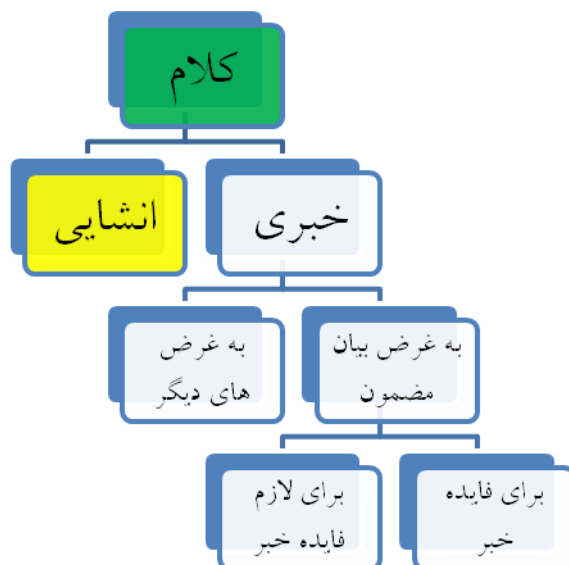 کلام
خبری
انشایی
به غرض بیان
مضمون
به غرض
های دیگر
برای فایده
خبر
برای لازم
فایده خبر